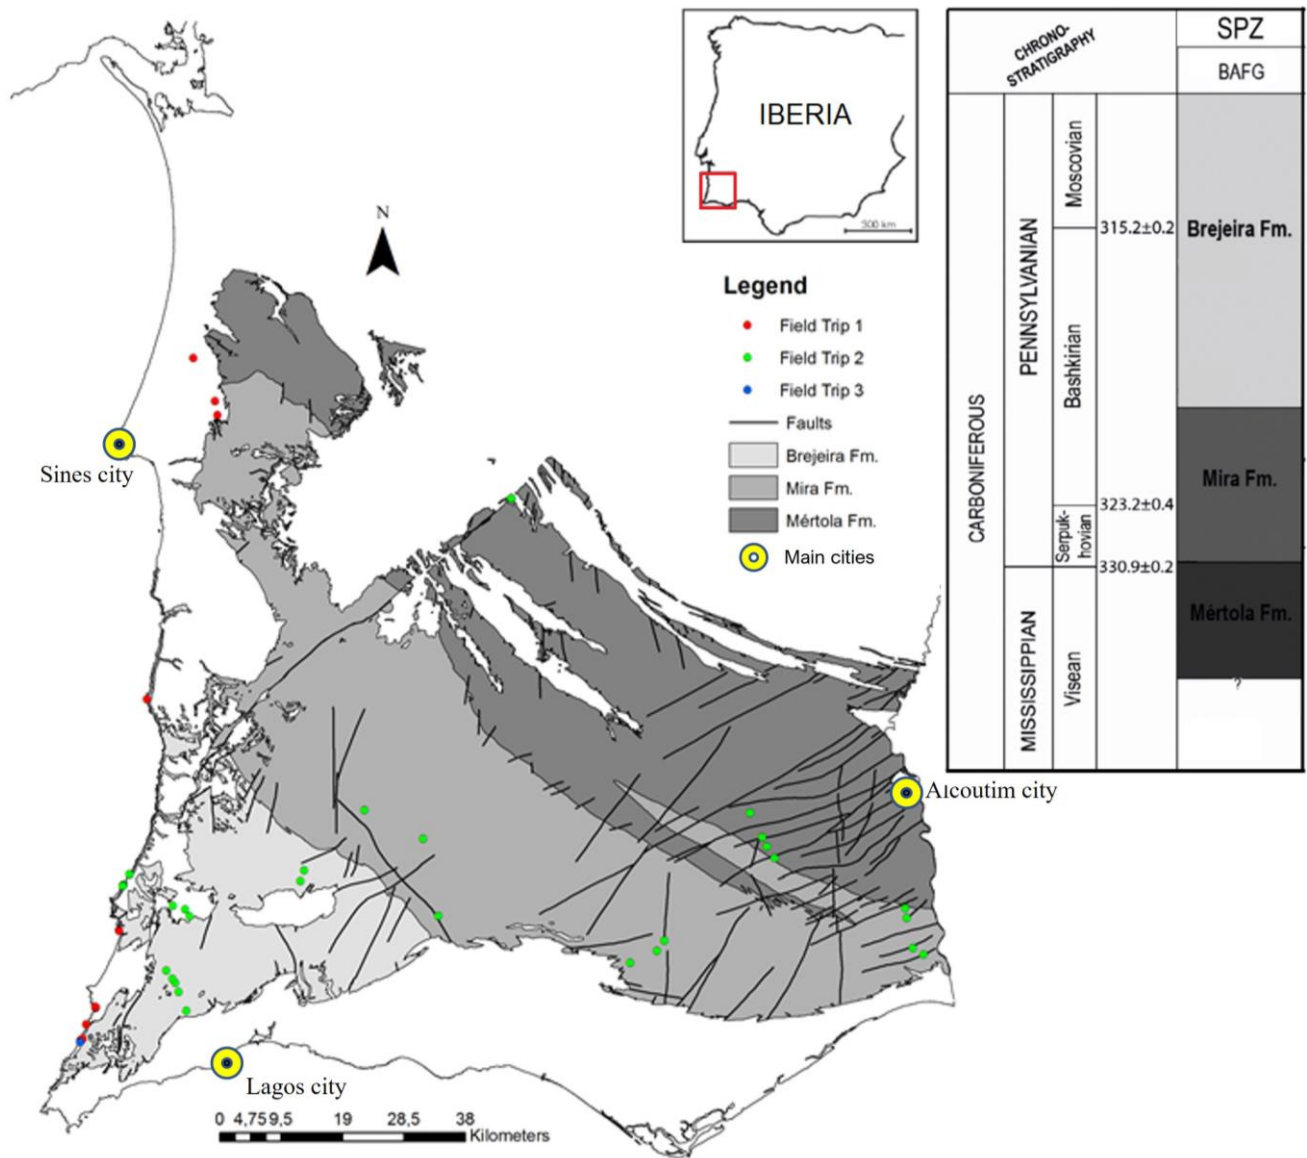 N
Sines city
Alcoutim city
Lagos city
0 4,75 9,5 19 28,5 38
Kilometers
IBERIA
300 km
Legend
Field Trip 1
Field Trip 2
Field Trip 3
Faults
Brejeira Fm.
Mira Fm.
Mértola Fm.
Main cities
CHRONO-
STRATIGRAPHY
SPZ
BAFG
CARBONIFEROUS
PENNSYLVANIAN
MISSISSIPPIAN
Moscovian
Bashkirian
Serpuk-
hovian
Visean
315.2±0.2
323.2±0.4
330.9±0.2
Brejeira Fm.
Mira Fm.
Mértola Fm.
?